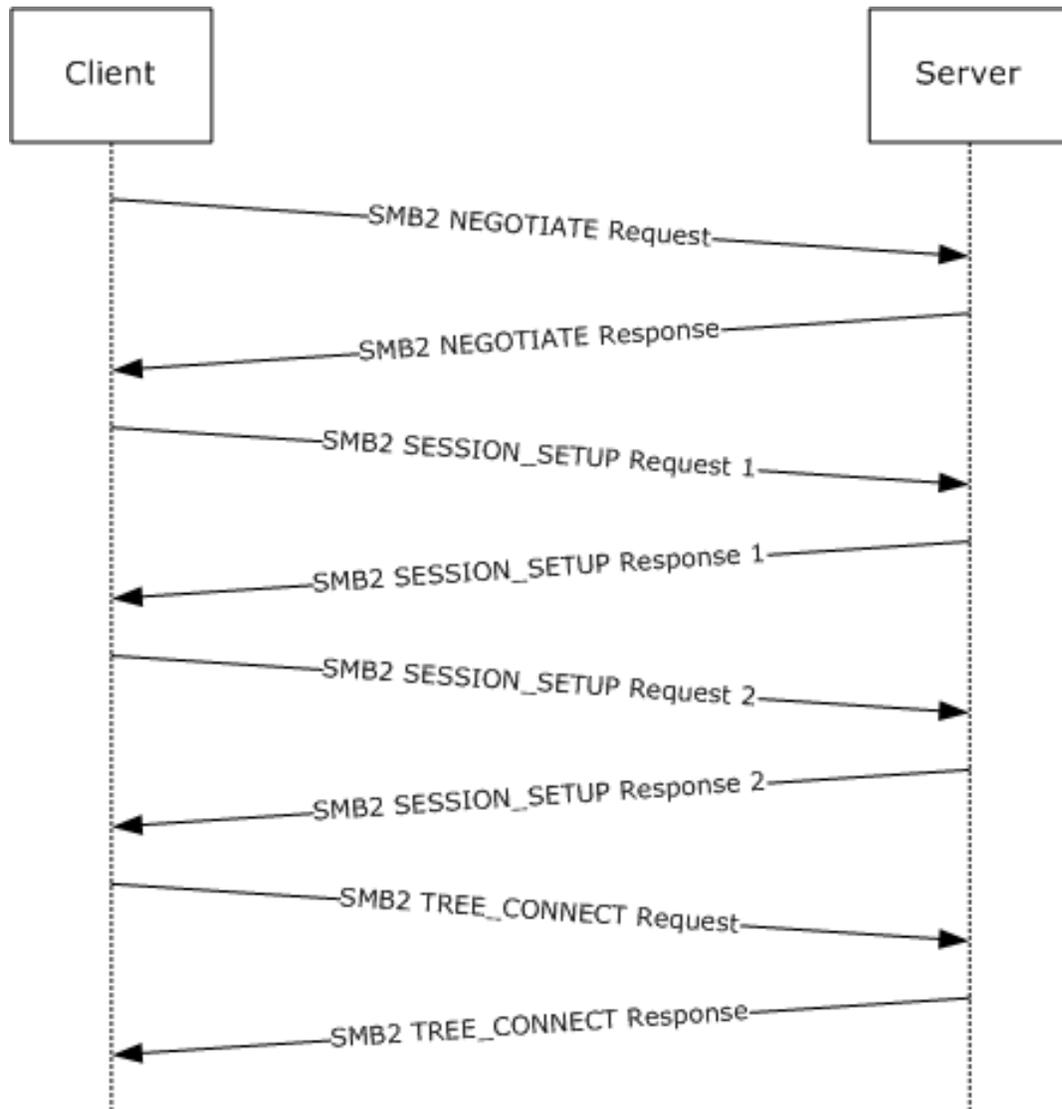 Client
Server
SMB2 NEGOTIATE Request
SMB2 NEGOTIATE Response
SMB2 SESSION_SETUP Request 1
SMB2 SESSION_SETUP Response 1
SMB2 SESSION_SETUP Request 2
SMB2 SESSION_SETUP Response 2
SMB2 TREE_CONNECT Request
SMB2 TREE_CONNECT Response